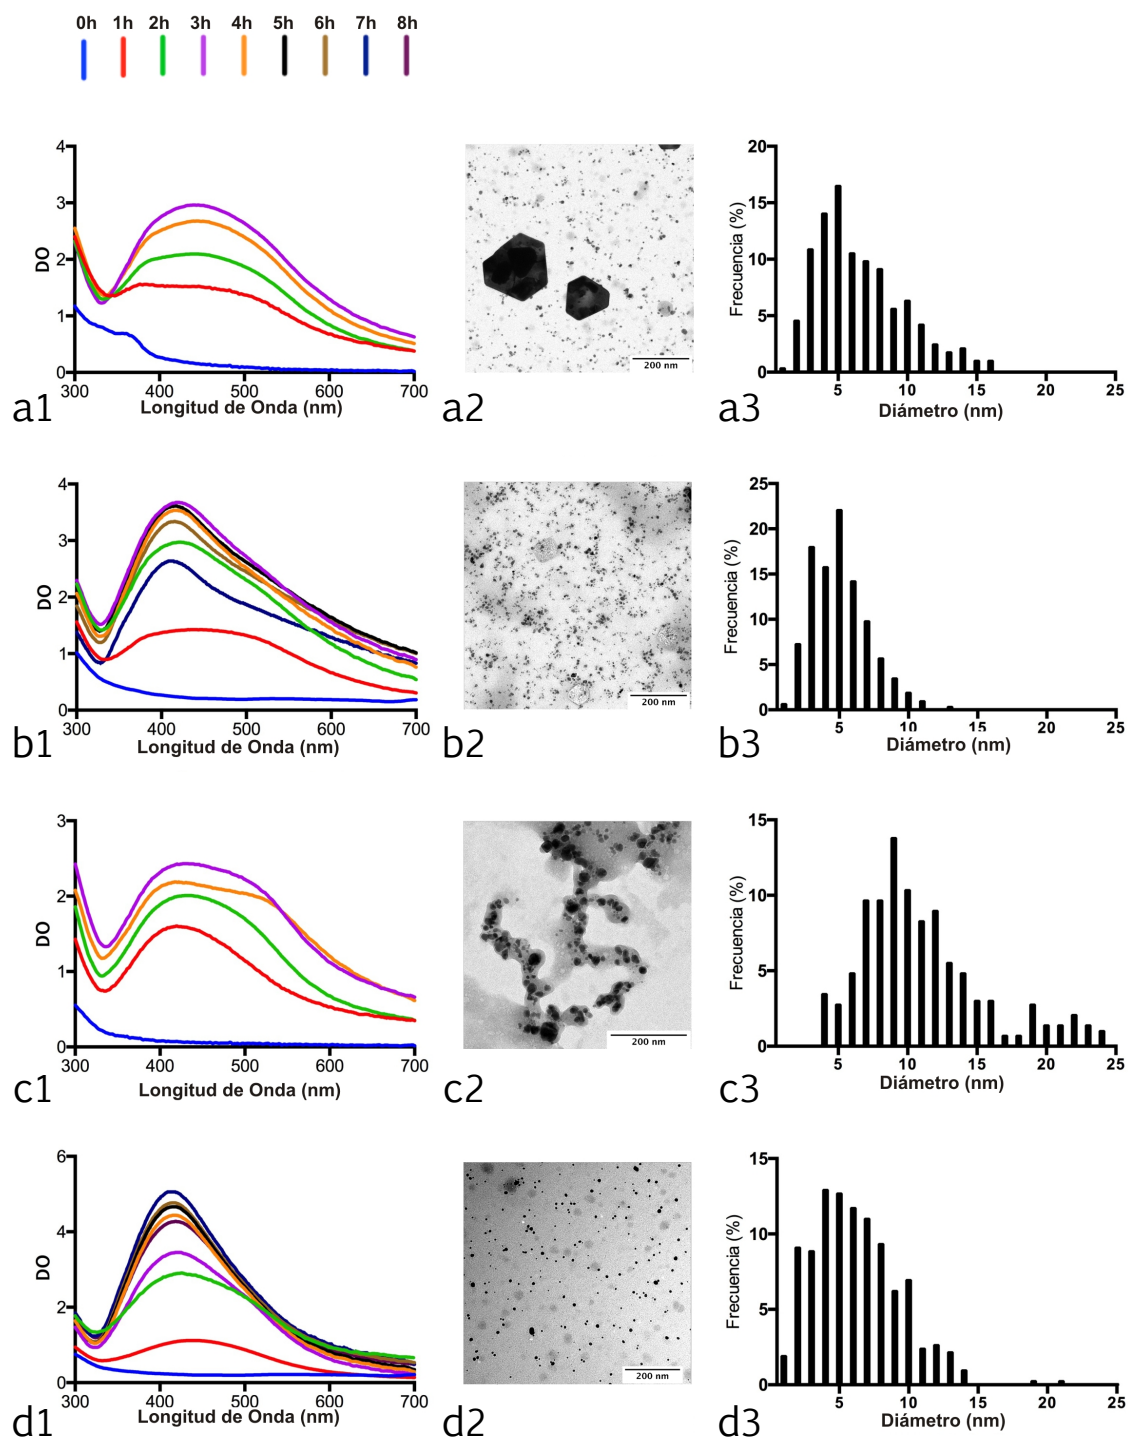 0h 1h 2h 3h 4h 5h 6h 7h 8h
4
3
2
1
0
DO
300 400 500 600 700
Longitud de Onda (nm)
a1
200 nm
a2
20
15
10
5
0
Frecuencia (%)
5 10 15 20 25
Diámetro (nm)
a3
4
3
2
1
0
DO
300 400 500 600 700
Longitud de Onda (nm)
b1
200 nm
b2
25
20
15
10
5
0
Frecuencia (%)
5 10 15 20 25
Diámetro (nm)
b3
3
2
1
0
DO
300 400 500 600 700
Longitud de Onda (nm)
c1
200 nm
c2
15
10
5
0
Frecuencia (%)
5 10 15 20 25
Diámetro (nm)
c3
6
4
2
0
DO
300 400 500 600 700
Longitud de Onda (nm)
d1
200 nm
d2
15
10
5
0
Frecuencia (%)
5 10 15 20 25
Diámetro (nm)
d3